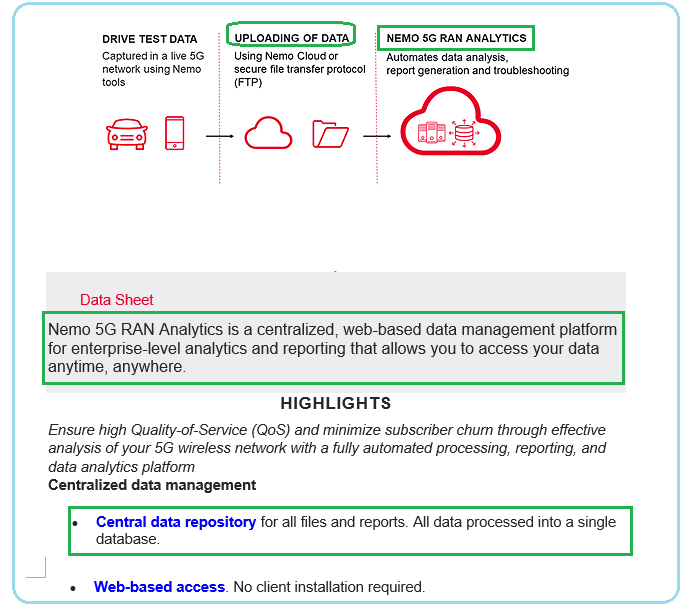 DRIVE TEST DATA
Captured in a live 5G
network using Nemo
tools
UPLOADING OF DATA
Using Nemo Cloud or
secure file transfer protocol
(FTP)
NEMO 5G RAN ANALYTICS
Automates data analysis,
report generation and troubleshooting
Data Sheet
Nemo 5G RAN Analytics is a centralized, web-based data management platform
for enterprise-level analytics and reporting that allows you to access your data
anytime, anywhere.
HIGHLIGHTS
Ensure high Quality-of-Service (QoS) and minimize subscriber churn through effective
analysis of your 5G wireless network with a fully automated processing, reporting, and
data analytics platform
Centralized data management
• Central data repository for all files and reports. All data processed into a single
database.
• Web-based access. No client installation required.